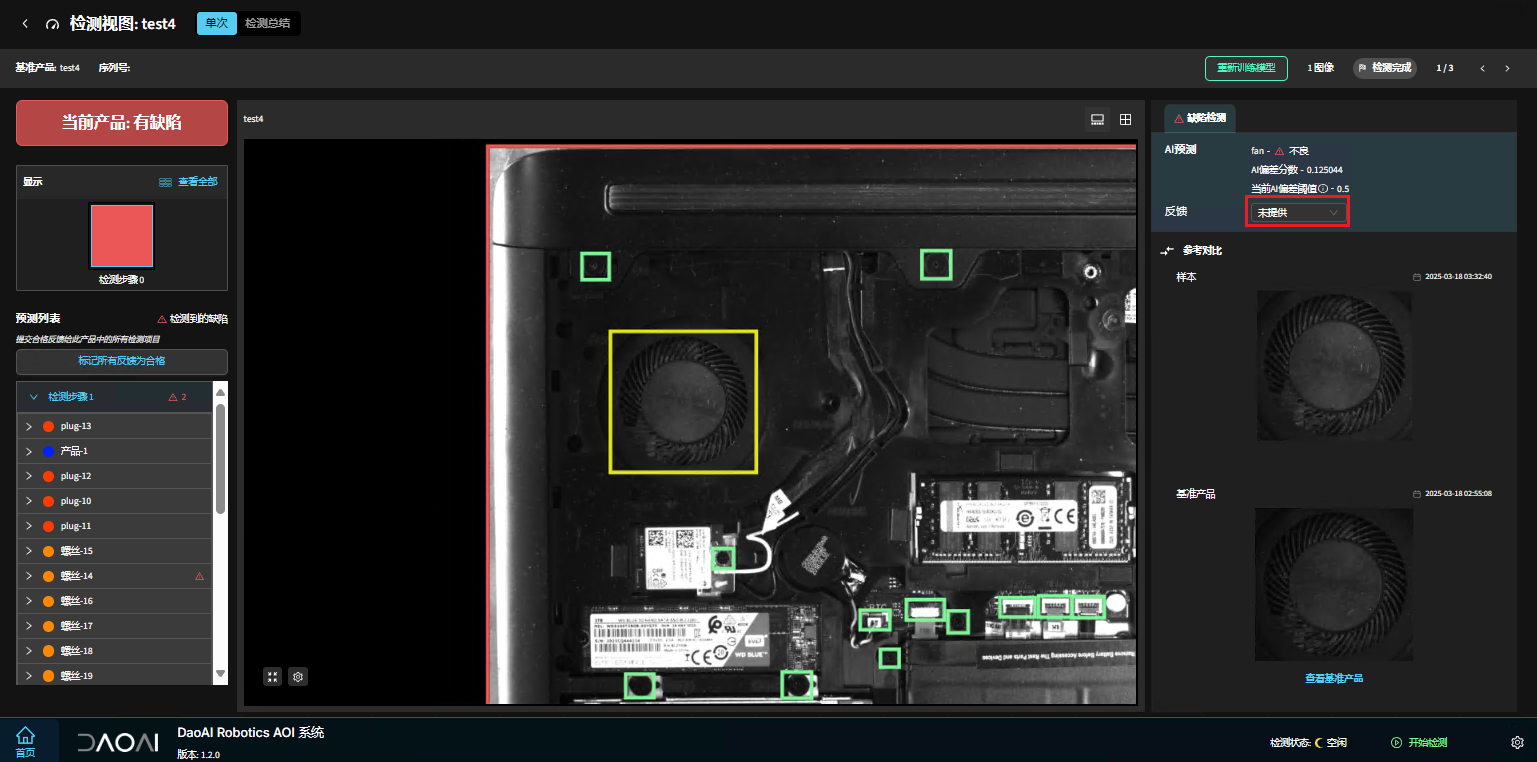 检测视图: test4
单次
检测总结
基准产品: test4
序列号:
重新训练模型
1 图像
检测完成
1 / 3
当前产品: 有缺陷
显示
查看全部
检测步骤 0
预测列表
检测到的缺陷
提交合格反馈给此产品中的所有检测项目
标记所有反馈为合格
检测步骤 1
2
plug-13
产品-1
plug-12
plug-10
plug-11
螺丝-15
螺丝-14
螺丝-16
螺丝-17
螺丝-18
螺丝-19
test4
WD BLUE™
缺陷检测
AI预测
fan - 不良
AI偏差分数 - 0.125044
当前AI偏差阈值 - 0.5
反馈
未提供
参考对比
样本
2025-03-18 03:32:40
基准产品
2025-03-18 02:55:08
查看基准产品
首页
DAOAI
DaoAI Robotics AOI 系统
版本: 1.2.0
检测状态: 空闲
开始检测